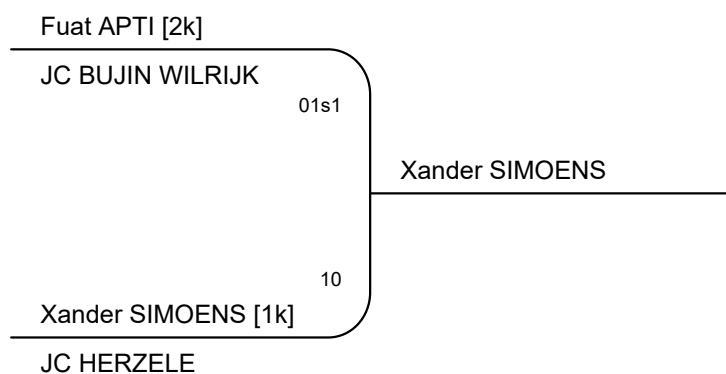 Fuat APTI [2k]
JC BUJIN WILRIJK
01s1
Xander SIMOENS
10
Xander SIMOENS [1k]
JC HERZELE